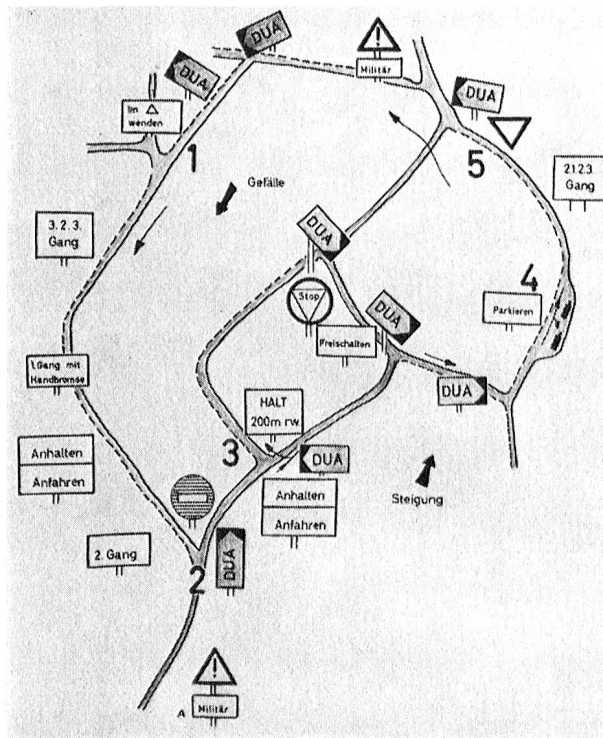 DUA
Militär
DUA
DUA
Im △
wenden
1
5
2.1.2.3.
Gang
Gefälle
3. 2. 3.
Gang
DUA
4
Stop
Parkieren
DUA
Freischalten
1. Gang mit
Handbremse
DUA
HALT
200m r.w.
3
DUA
Anhalten
Anfahren
Anhalten
Anfahren
Steigung
2. Gang
DUA
2
A
Militär